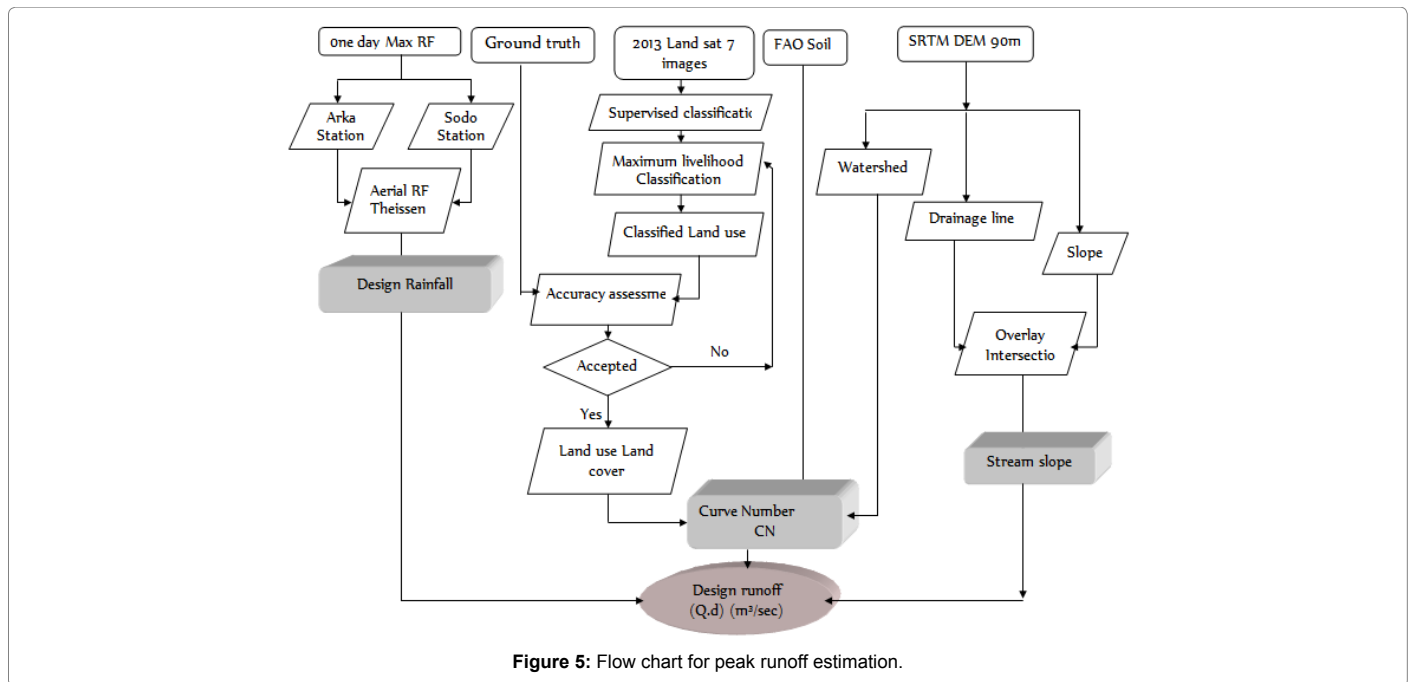 0ne day Max RF
Ground truth
2013 Land sat 7
images
FAO Soil
SRTM DEM 90m
Arka
Station
Sodo
Station
Supervised classificatic
Maximum livelihood
Classification
Watershed
Aerial RF
Theissen
Classified Land use
Drainage line
Slope
Design Rainfall
Accuracy assessme
Overlay
Intersectio
No
Accepted
Yes
Land use Land
cover
Stream slope
Curve Number
CN
Design runoff
(Q.d) (m³/sec)
Figure 5: Flow chart for peak runoff estimation.